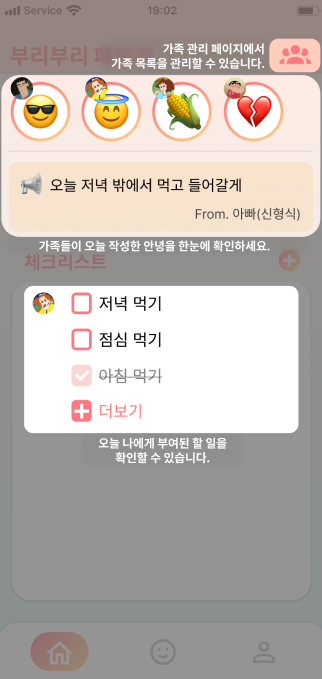 Service
19:02
부리부리
가족 관리 페이지에서
가족 목록을 관리할 수 있습니다.
오늘 저녁 밖에서 먹고 들어갈게
From. 아빠(신형식)
가족들이 오늘 작성한 안녕을 한눈에 확인하세요.
체크리스트
저녁 먹기
점심 먹기
아침 먹기
더보기
오늘 나에게 부여된 할 일을
확인할 수 있습니다.